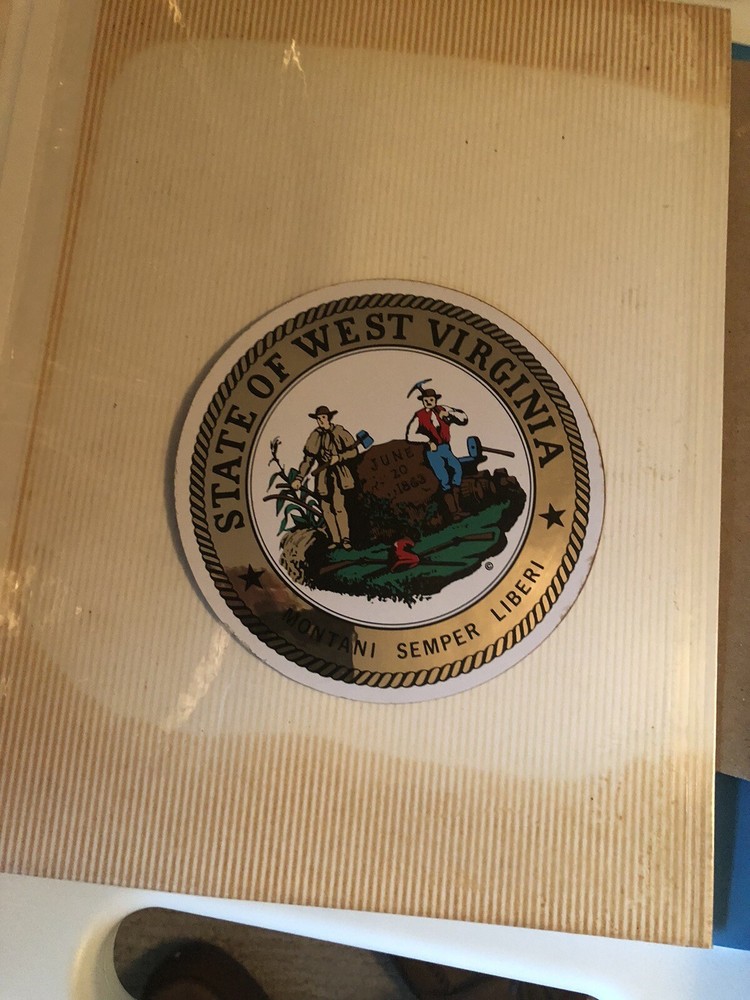 STATE OF WEST VIRGINIA
JUNE
20
1863
©
MONTANI SEMPER LIBERI